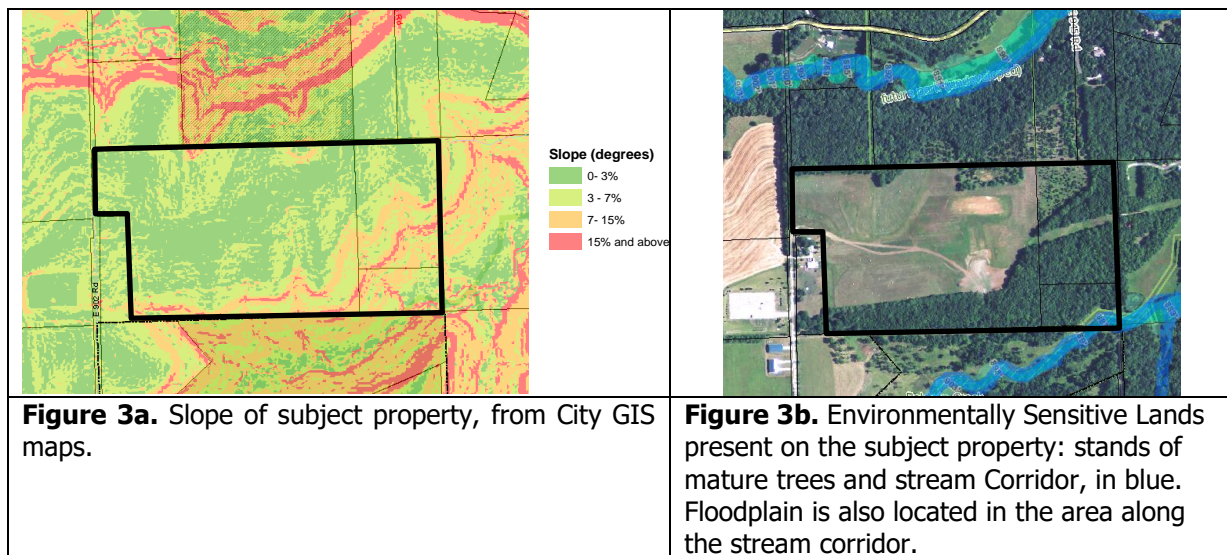 Rd
E 902 Rd
Slope (degrees)
0- 3%
3 - 7%
7- 15%
15% and above
Figure 3a. Slope of subject property, from City GIS
maps.
Figure 3b. Environmentally Sensitive Lands
present on the subject property: stands of
mature trees and stream Corridor, in blue.
Floodplain is also located in the area along
the stream corridor.